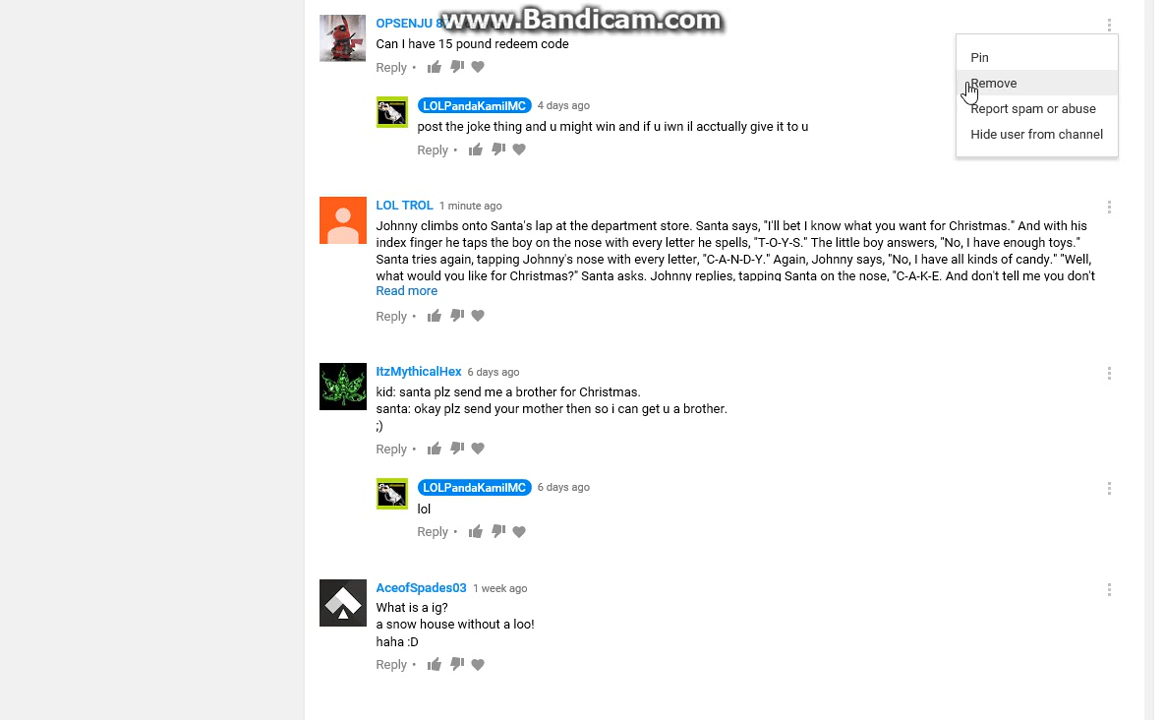 www.Bandicam.com
OPSENJU
Can I have 15 pound redeem code
Reply •
Pin
Remove
Report spam or abuse
Hide user from channel
LOLPandaKamilMC 4 days ago
post the joke thing and u might win and if u iwn il acctually give it to u
Reply •
LOL TROL 1 minute ago
Johnny climbs onto Santa's lap at the department store. Santa says, "I'll bet I know what you want for Christmas." And with his
index finger he taps the boy on the nose with every letter he spells, "T-O-Y-S." The little boy answers, "No, I have enough toys."
Santa tries again, tapping Johnny's nose with every letter, "C-A-N-D-Y." Again, Johnny says, "No, I have all kinds of candy." "Well,
what would you like for Christmas?" Santa asks. Johnny replies, tapping Santa on the nose, "C-A-K-E. And don't tell me you don't
Read more
Reply •
ItzMythicalHex 6 days ago
kid: santa plz send me a brother for Christmas.
santa: okay plz send your mother then so i can get u a brother.
;)
Reply •
LOLPandaKamilMC 6 days ago
lol
Reply •
AceofSpades03 1 week ago
What is a ig?
a snow house without a loo!
haha :D
Reply •